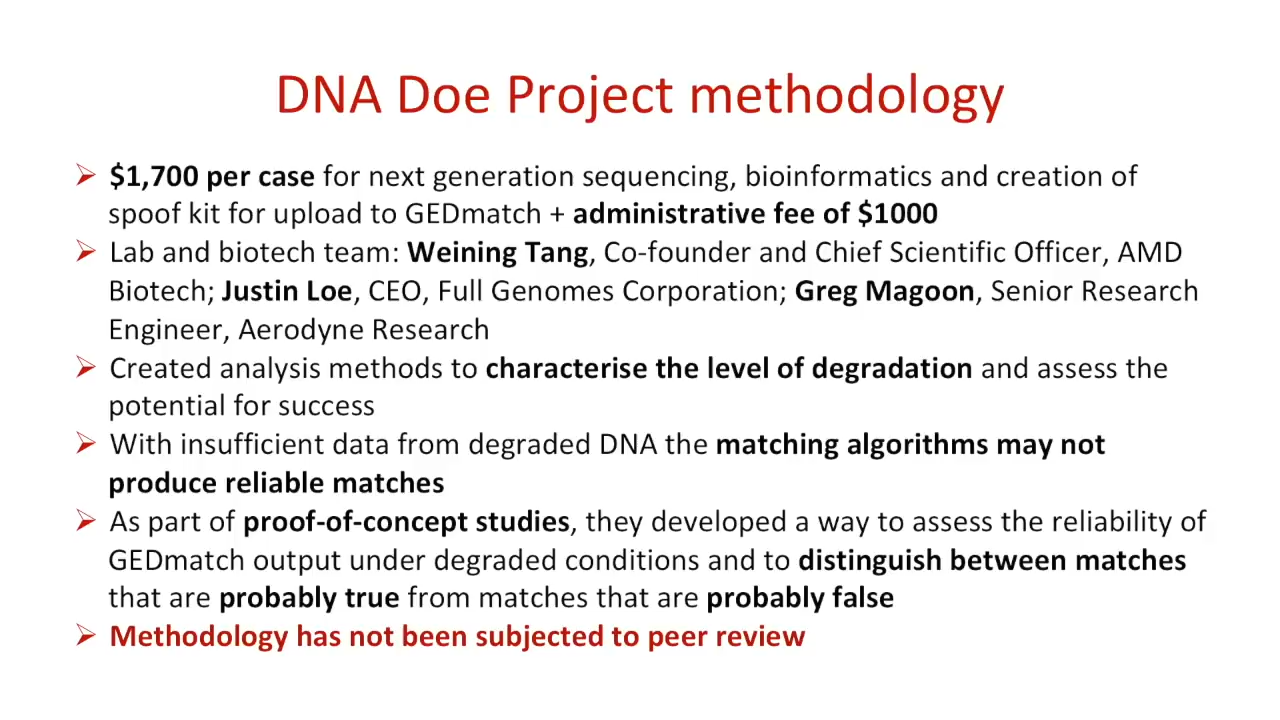 DNA Doe Project methodology
➢ $1,700 per case for next generation sequencing, bioinformatics and creation of
spoof kit for upload to GEDmatch + administrative fee of $1000
➢ Lab and biotech team: Weining Tang, Co-founder and Chief Scientific Officer, AMD
Biotech; Justin Loe, CEO, Full Genomes Corporation; Greg Magoon, Senior Research
Engineer, Aerodyne Research
➢ Created analysis methods to characterise the level of degradation and assess the
potential for success
➢ With insufficient data from degraded DNA the matching algorithms may not
produce reliable matches
➢ As part of proof-of-concept studies, they developed a way to assess the reliability of
GEDmatch output under degraded conditions and to distinguish between matches
that are probably true from matches that are probably false
➢ Methodology has not been subjected to peer review